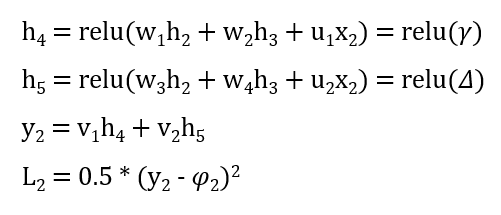 h₄ = relu(w₁h₂ + w₂h₃ + u₁x₂) = relu(γ)
h₅ = relu(w₃h₂ + w₄h₃ + u₂x₂) = relu(Δ)
y₂ = v₁h₄ + v₂h₅
L₂ = 0.5 * (y₂ - φ₂)²